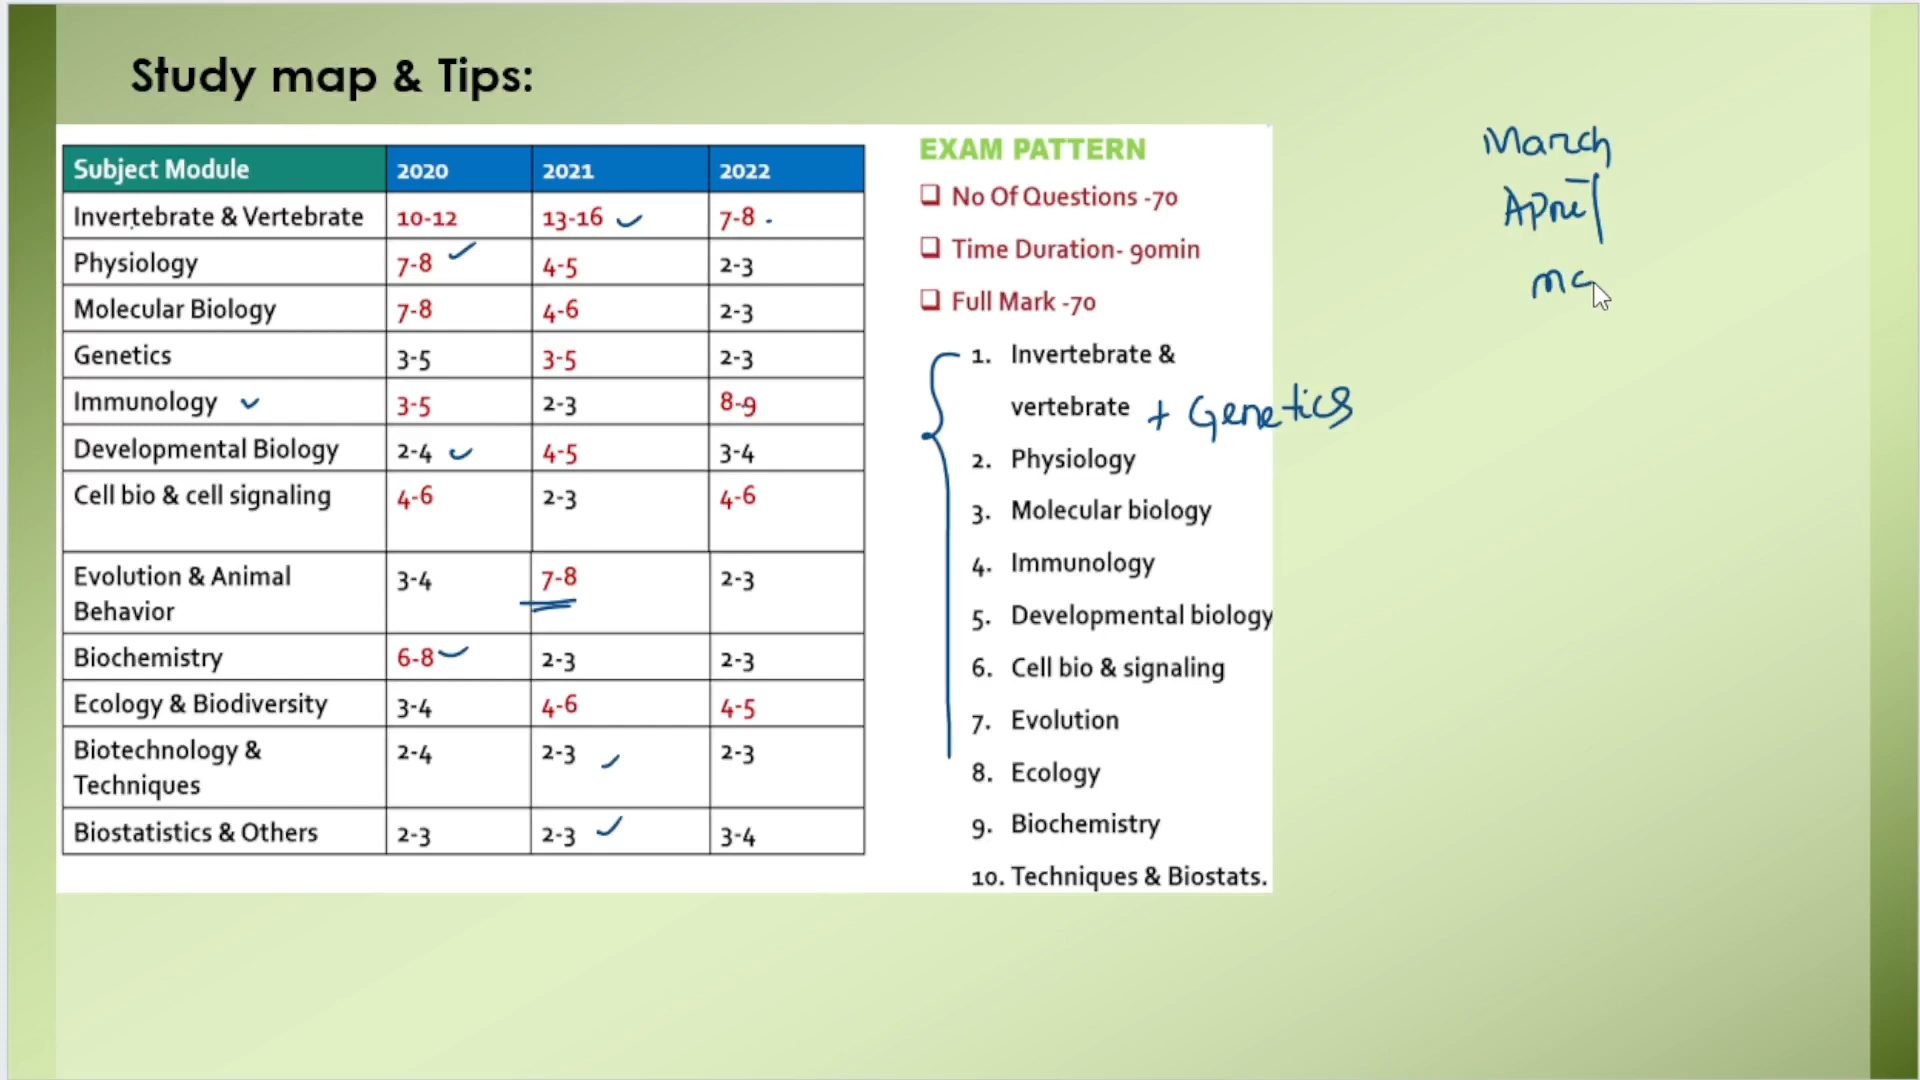 Study map & Tips:
Subject Module 2020 2021 2022
Invertebrate & Vertebrate 10-12 13-16 7-8
Physiology 7-8 4-5 2-3
Molecular Biology 7-8 4-6 2-3
Genetics 3-5 3-5 2-3
Immunology 3-5 2-3 8-9
Developmental Biology 2-4 4-5 3-4
Cell bio & cell signaling 4-6 2-3 4-6
Evolution & Animal
Behavior 3-4 7-8 2-3
Biochemistry 6-8 2-3 2-3
Ecology & Biodiversity 3-4 4-6 4-5
Biotechnology &
Techniques 2-4 2-3 2-3
Biostatistics & Others 2-3 2-3 3-4
EXAM PATTERN
No Of Questions -70
Time Duration- 90min
Full Mark -70
1. Invertebrate &
vertebrate + Genetics
2. Physiology
3. Molecular biology
4. Immunology
5. Developmental biology
6. Cell bio & signaling
7. Evolution
8. Ecology
9. Biochemistry
10. Techniques & Biostats.
March
April